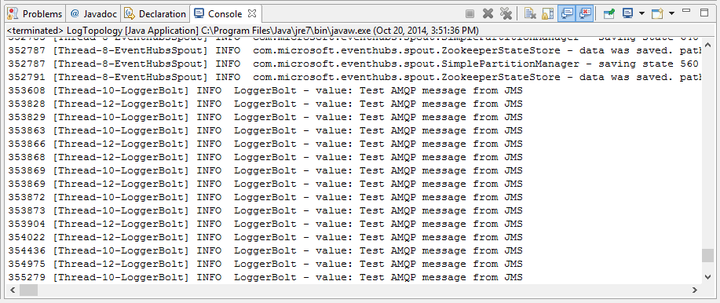 Problems @ Javadoc Declaration Console
<terminated> LogTopology [Java Application] C:\Program Files\Java\jre7\bin\javaw.exe (Oct 20, 2014, 3:51:36 PM)
352787 [Thread-8-EventHubsSpout] INFO com.microsoft.eventhubs.spout.ZookeeperStateStore - data was saved. path
352787 [Thread-8-EventHubsSpout] INFO com.microsoft.eventhubs.spout.SimplePartitionManager - saving state 560
352791 [Thread-8-EventHubsSpout] INFO com.microsoft.eventhubs.spout.ZookeeperStateStore - data was saved. path
353608 [Thread-10-LoggerBolt] INFO LoggerBolt - value: Test AMQP message from JMS
353828 [Thread-12-LoggerBolt] INFO LoggerBolt - value: Test AMQP message from JMS
353829 [Thread-10-LoggerBolt] INFO LoggerBolt - value: Test AMQP message from JMS
353863 [Thread-10-LoggerBolt] INFO LoggerBolt - value: Test AMQP message from JMS
353866 [Thread-12-LoggerBolt] INFO LoggerBolt - value: Test AMQP message from JMS
353868 [Thread-12-LoggerBolt] INFO LoggerBolt - value: Test AMQP message from JMS
353869 [Thread-10-LoggerBolt] INFO LoggerBolt - value: Test AMQP message from JMS
353869 [Thread-12-LoggerBolt] INFO LoggerBolt - value: Test AMQP message from JMS
353872 [Thread-10-LoggerBolt] INFO LoggerBolt - value: Test AMQP message from JMS
353873 [Thread-10-LoggerBolt] INFO LoggerBolt - value: Test AMQP message from JMS
353904 [Thread-12-LoggerBolt] INFO LoggerBolt - value: Test AMQP message from JMS
354022 [Thread-12-LoggerBolt] INFO LoggerBolt - value: Test AMQP message from JMS
354436 [Thread-10-LoggerBolt] INFO LoggerBolt - value: Test AMQP message from JMS
354975 [Thread-12-LoggerBolt] INFO LoggerBolt - value: Test AMQP message from JMS
355279 [Thread-10-LoggerBolt] INFO LoggerBolt - value: Test AMQP message from JMS